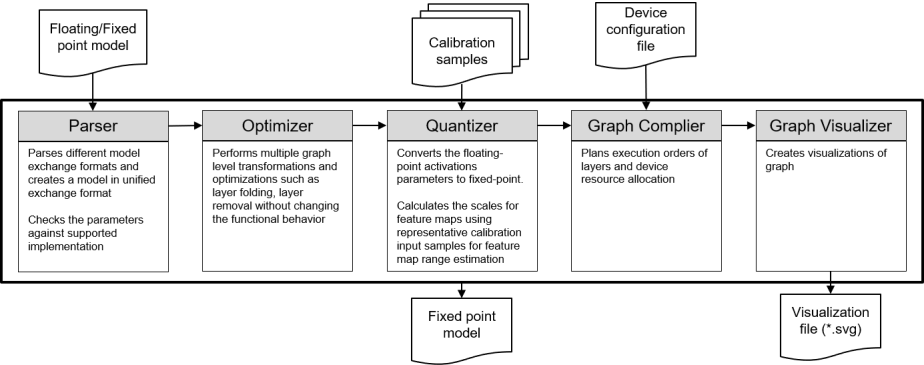 Floating/Fixed
point model
Calibration
samples
Device
configuration
file
Parser
Parses different model
exchange formats and
creates a model in unified
exchange format
Checks the parameters
against supported
implementation
Optimizer
Performs multiple graph
level transformations and
optimizations such as
layer folding, layer
removal without changing
the functional behavior
Quantizer
Converts the floating-
point activations
parameters to fixed-point.
Calculates the scales for
feature maps using
representative calibration
input samples for feature
map range estimation
Graph Complier
Plans execution orders of
layers and device
resource allocation
Graph Visualizer
Creates visualizations of
graph
Fixed point
model
Visualization
file (*.svg)